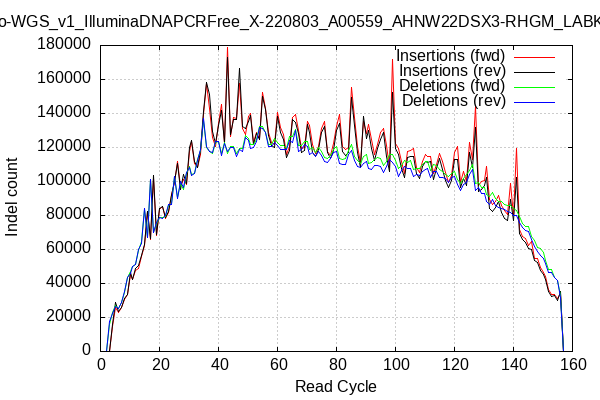 o-WGS_v1_IlluminaDNAPCRFree_X-220803_A00559_AHNW22DSX3-RHGM_LABK
180000
160000
140000
120000
100000
80000
60000
40000
20000
0
Indel count
Insertions (fwd)
Insertions (rev)
Deletions (fwd)
Deletions (rev)
0 20 40 60 80 100 120 140 160
Read Cycle